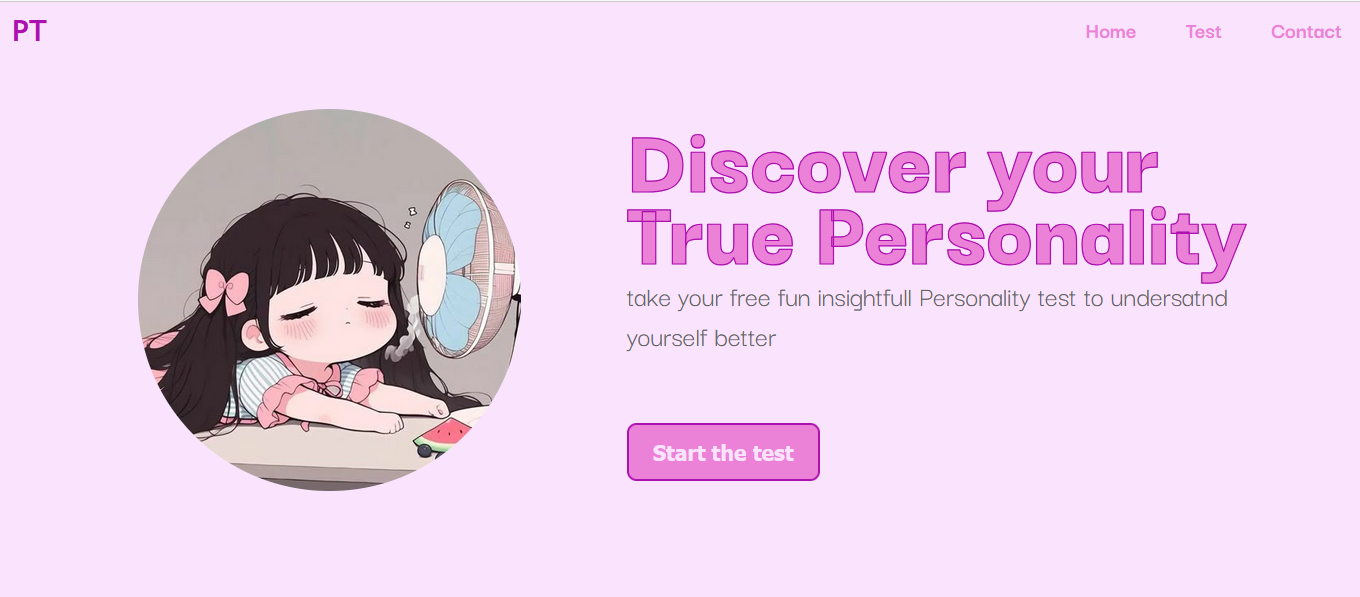 PT
Home Test Contact
Discover your
True Personality
take your free fun insightfull Personality test to undersatnd
yourself better
Start the test